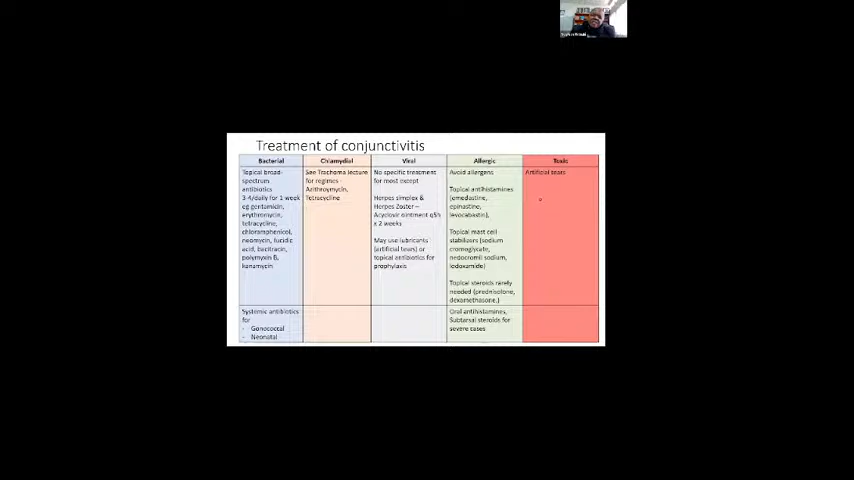 Treatment of conjunctivitis
Bacterial
Chlamydial
Viral
Allergic
Toxic
Topical broad-
spectrum
antibiotics
3-4/daily for 1 week
eg gentamicin,
erythromycin,
tetracycline,
chloramphenicol,
neomycin, fucidic
acid, bacitracin,
polymyxin B,
kanamycin
See Trachoma lecture
for regimes -
Azithroymycin,
Tetracycline
No specific treatment
for most except
Herpes simplex &
Herpes Zoster –
Acyclovir ointment q5h
x 2 weeks
May use lubricants
(artificial tears) or
topical antibiotics for
prophylaxis
Avoid allergens
Topical antihistamines
(emedastine,
epinastine,
levocabastin),
Topical mast cell
stabilizers (sodium
cromoglycate,
nedocromil sodium,
lodoxamide)
Topical steroids rarely
needed (prednisolone,
dexamethasone,)
Artificial tears
Systemic antibiotics
for
- Gonococcal
- Neonatal
Oral antihistamines,
Subtarsal steroids for
severe cases